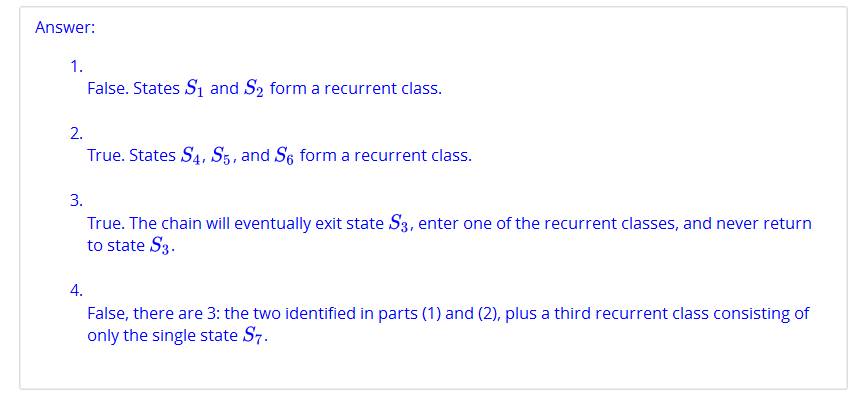 Answer:
1.
False. States S₁ and S₂ form a recurrent class.
2.
True. States S₄, S₅, and S₆ form a recurrent class.
3.
True. The chain will eventually exit state S₃, enter one of the recurrent classes, and never return
to state S₃.
4.
False, there are 3: the two identified in parts (1) and (2), plus a third recurrent class consisting of
only the single state S₇.